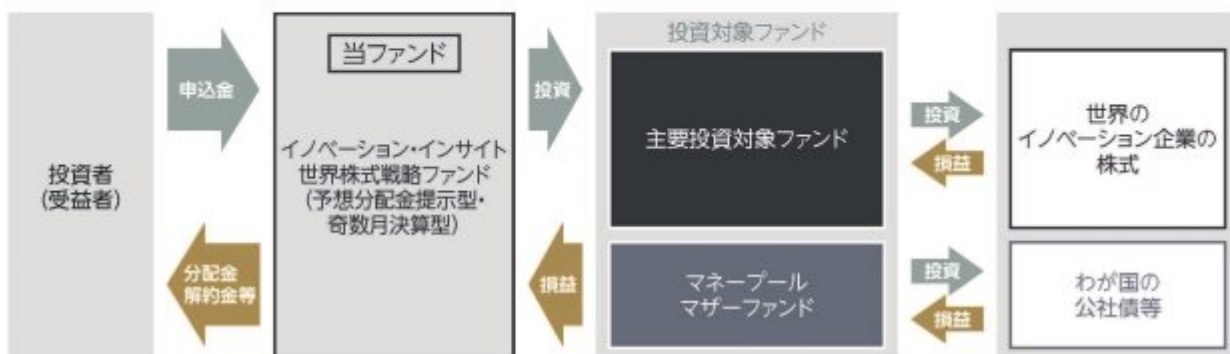 投資者
(受益者)
申込金
分配金
解約金等
当ファンド
イノベーション・インサイト
世界株式戦略ファンド
(予想分配金提示型・
奇数月決算型)
投資
損益
投資対象ファンド
主要投資対象ファンド
マネープール
マザーファンド
投資
損益
投資
損益
世界の
イノベーション企業の
株式
わが国の
公社債等